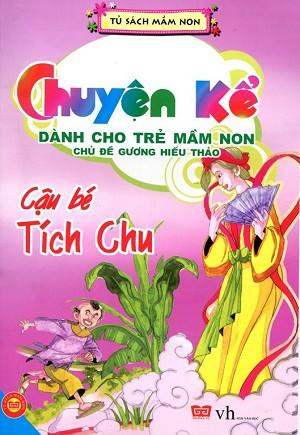 TỦ SÁCH MẦM NON
Chuyện Kể
DÀNH CHO TRẺ MẦM NON
CHỦ ĐỀ GƯƠNG HIẾU THẢO
Cậu bé
Tích Chu
vh